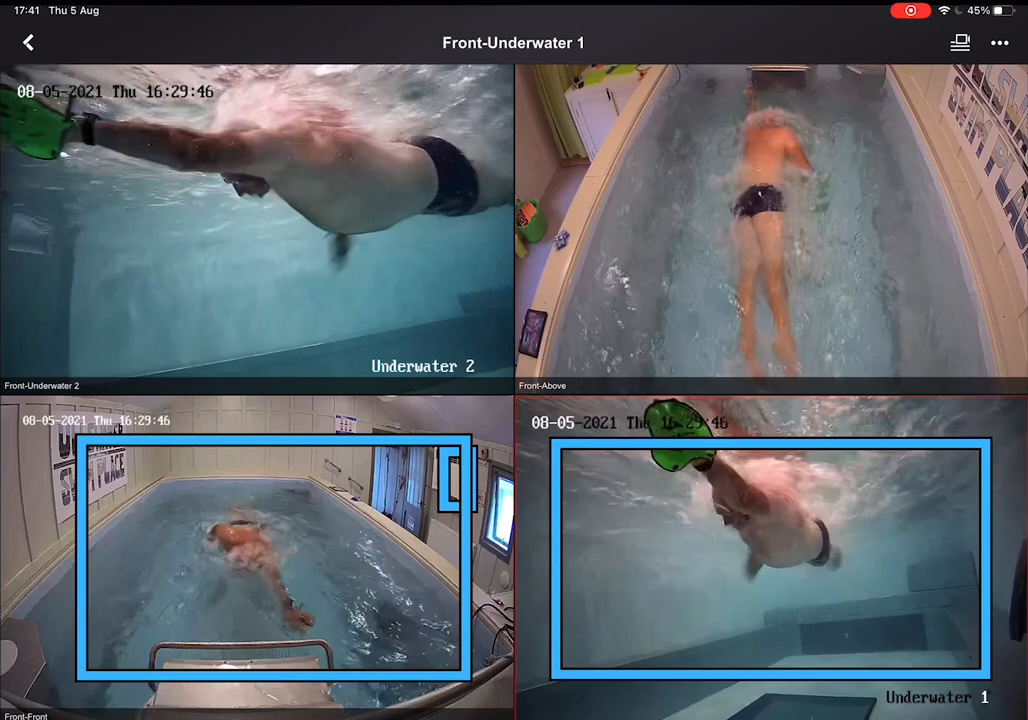 17:41 Thu 5 Aug
45%
Front-Underwater 1
08-05-2021 Thu 16:29:46
Underwater 2
Front-Underwater 2
Front-Above
08-05-2021 Thu 16:29:46
Front-Front
08-05-2021 Thu 16:29:46
Underwater 1